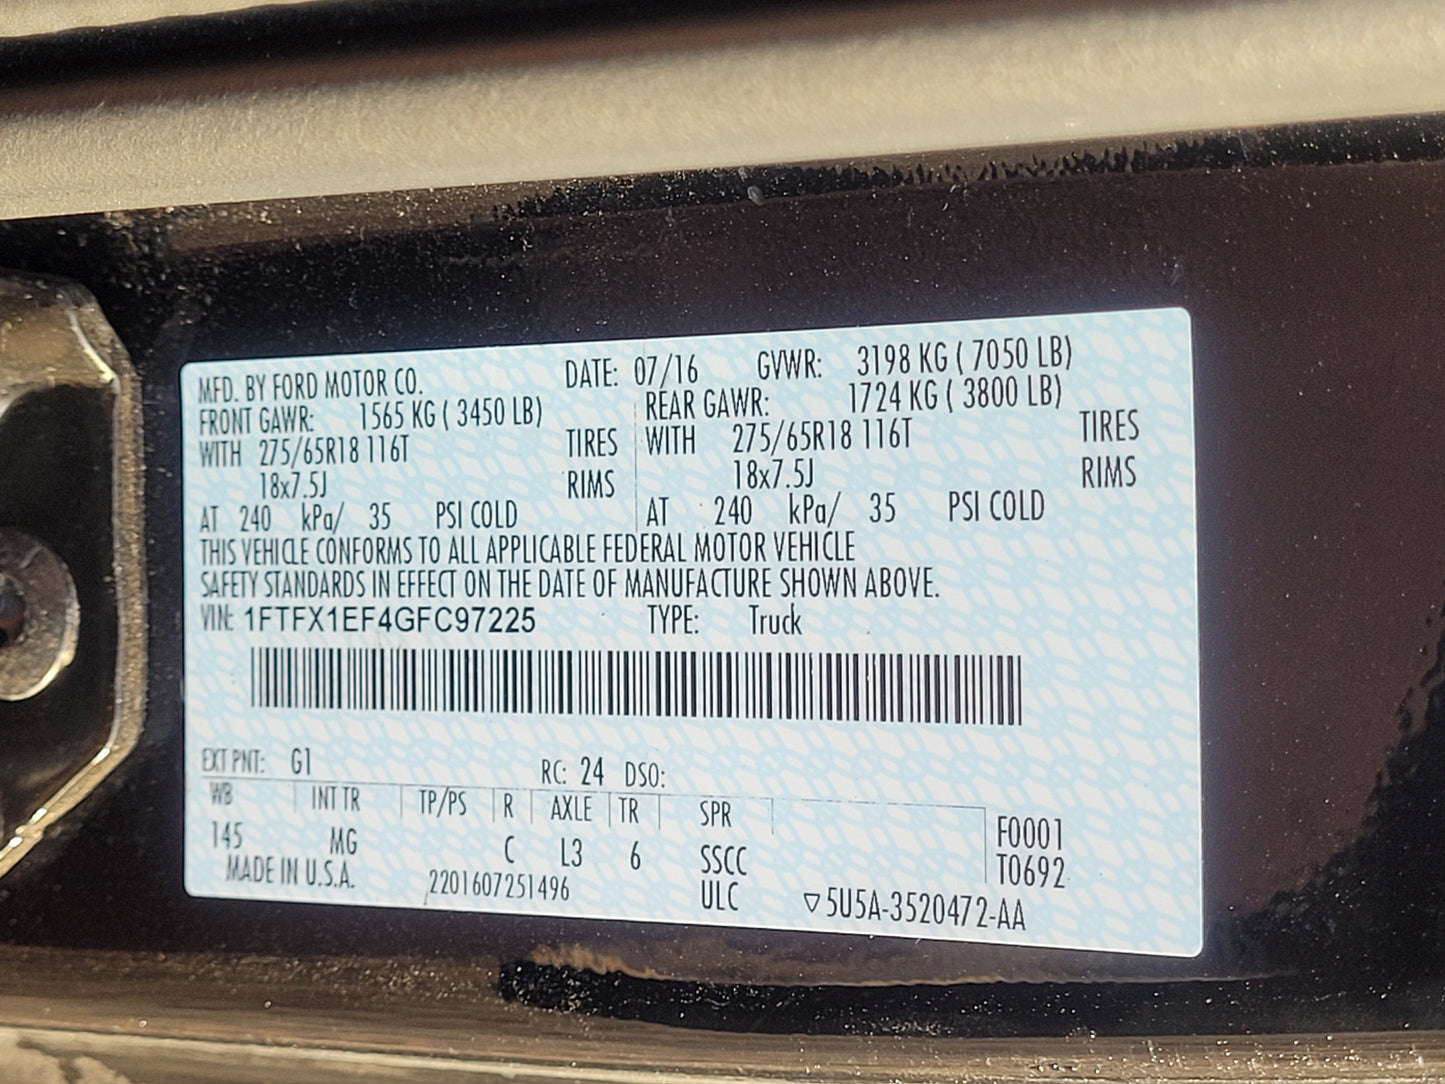 MFD. BY FORD MOTOR CO. DATE: 07/16 GVWR: 3198 KG ( 7050 LB)
FRONT GAWR: 1565 KG ( 3450 LB) REAR GAWR: 1724 KG ( 3800 LB)
WITH 275/65R18 116T TIRES WITH 275/65R18 116T TIRES
18x7.5J RIMS 18x7.5J RIMS
AT 240 kPa/ 35 PSI COLD AT 240 kPa/ 35 PSI COLD
THIS VEHICLE CONFORMS TO ALL APPLICABLE FEDERAL MOTOR VEHICLE
SAFETY STANDARDS IN EFFECT ON THE DATE OF MANUFACTURE SHOWN ABOVE.
VIN: 1FTFX1EF4GFC97225 TYPE: Truck
EXT PNT: G1 RC: 24 DSO:
WB INT TR TP/PS R AXLE TR SPR
145 MG C L3 6 SSCC F0001
T0692
MADE IN U.S.A. 2201607251496 ULC ▽5U5A-3520472-AA